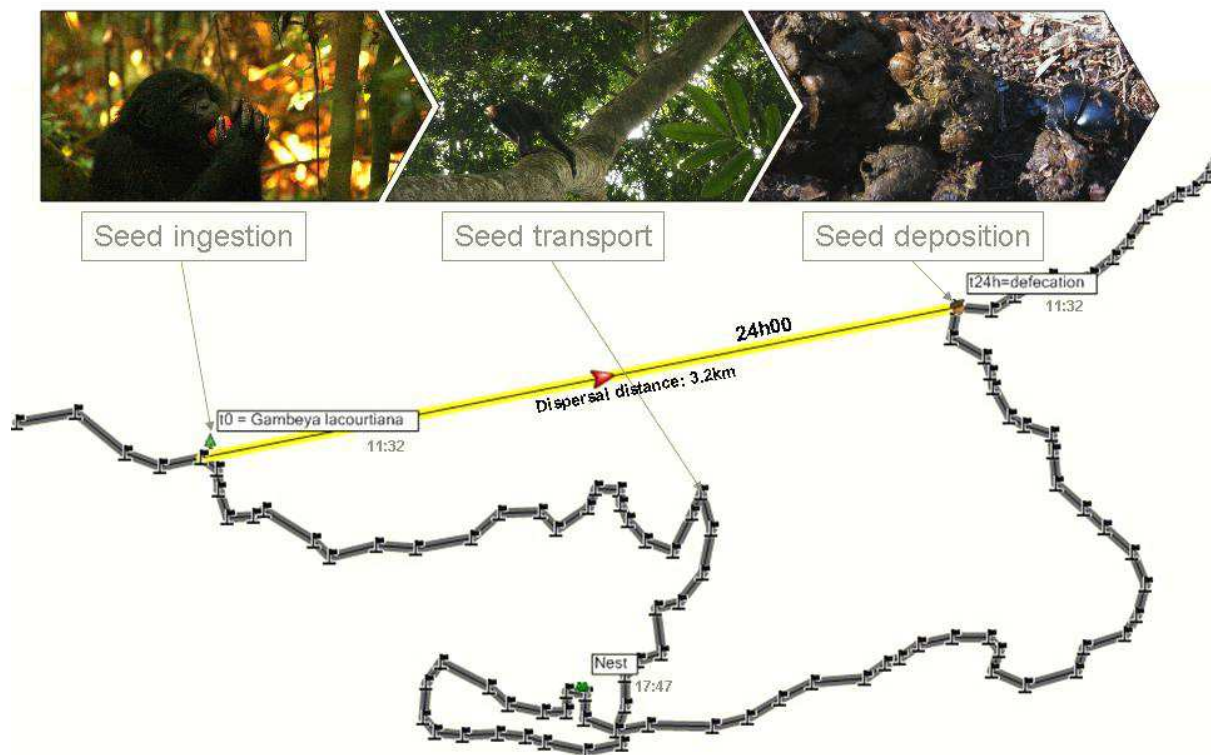 Seed ingestion
Seed transport
Seed deposition
t24h=defecation
11:32
24h00
Dispersal distance: 3.2km
t0 = Gambeya lacourtiana
11:32
Nest
17:47